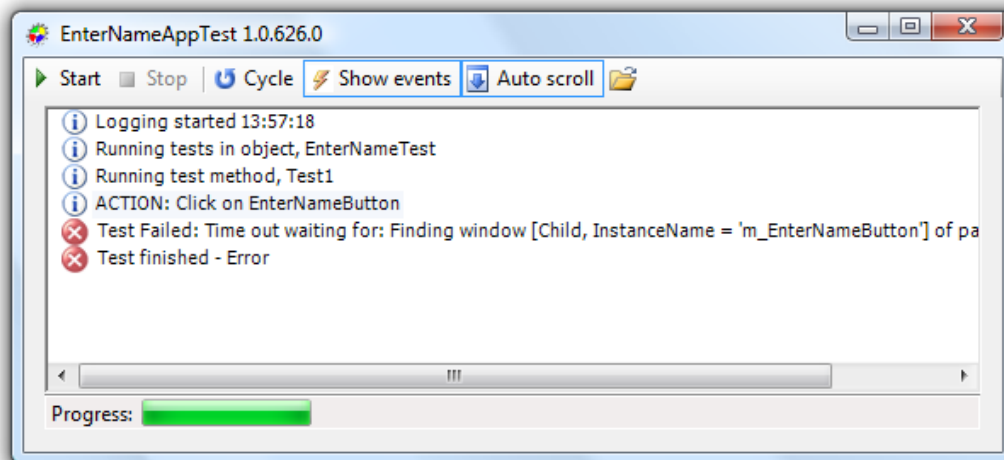 EnterNameAppTest 1.0.626.0
Start Stop Cycle Show events Auto scroll
Logging started 13:57:18
Running tests in object, EnterNameTest
Running test method, Test1
ACTION: Click on EnterNameButton
Test Failed: Time out waiting for: Finding window [Child, InstanceName = 'm_EnterNameButton'] of pa
Test finished - Error
Progress: